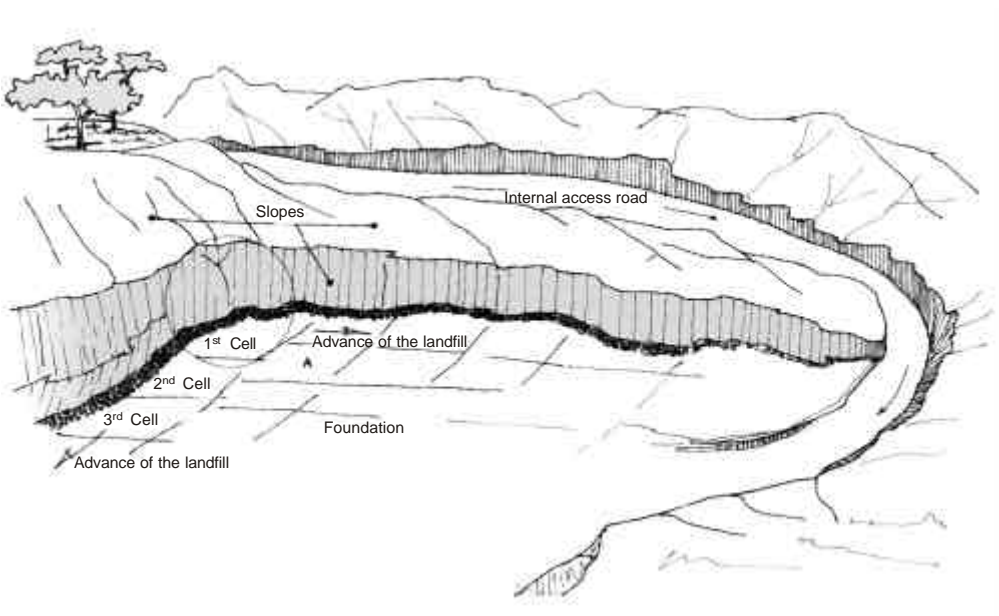 Internal access road
Slopes
1st Cell
Advance of the landfill
A
2nd Cell
3rd Cell
Foundation
Advance of the landfill